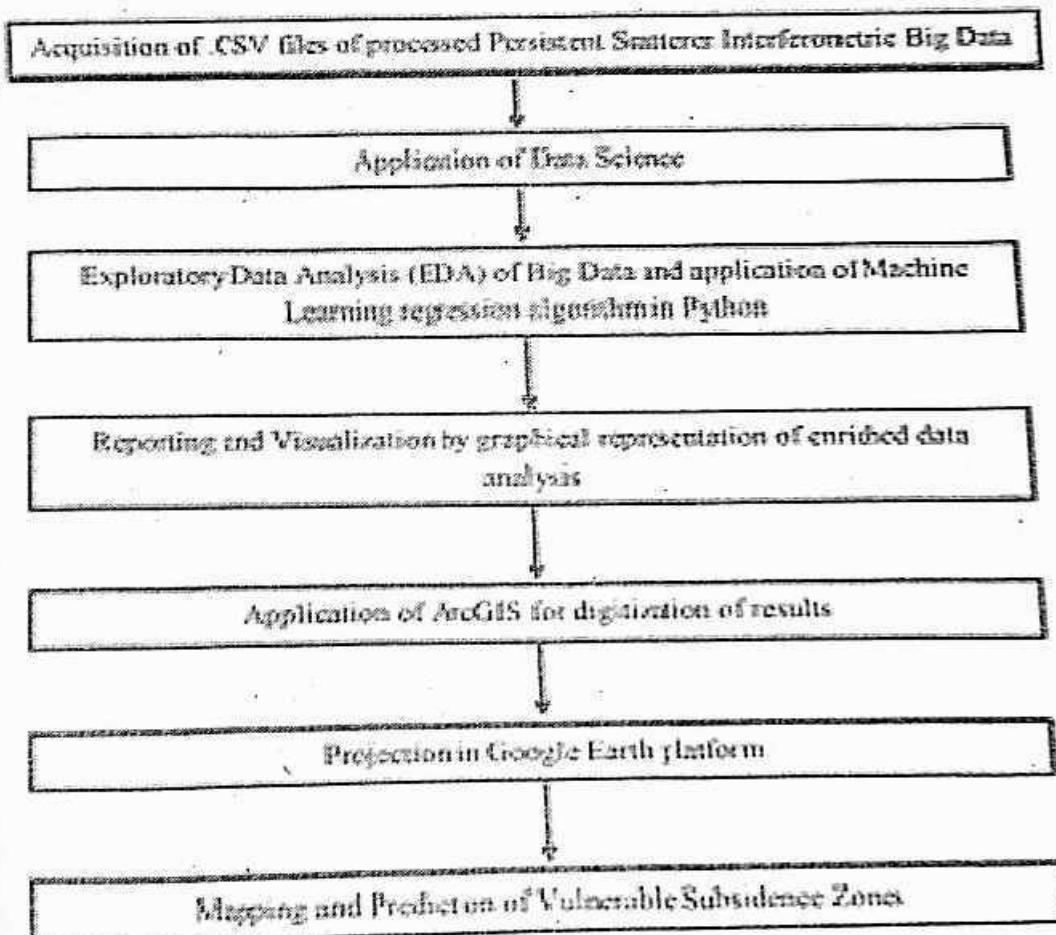 Acquisition of .CSV files of processed Persistent Scatterer Interferometric Big Data
Application of Data Science
Exploratory Data Analysis (EDA) of Big Data and application of Machine
Learning regression algorithm in Python
Reporting and Visualization by graphical representation of enriched data
analysis
Application of ArcGIS for digitization of results
Projection in Google Earth platform
Mapping and Prediction of Vulnerable Subsidence Zones